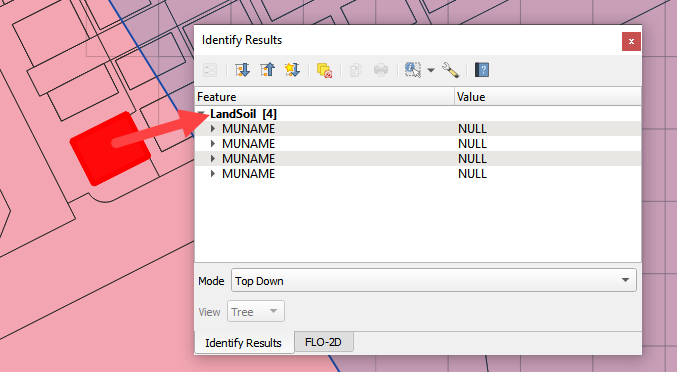 Identify Results
x
Feature Value
LandSoil [4]
MUNAME NULL
MUNAME NULL
MUNAME NULL
MUNAME NULL
Mode Top Down
View Tree
Identify Results FLO-2D